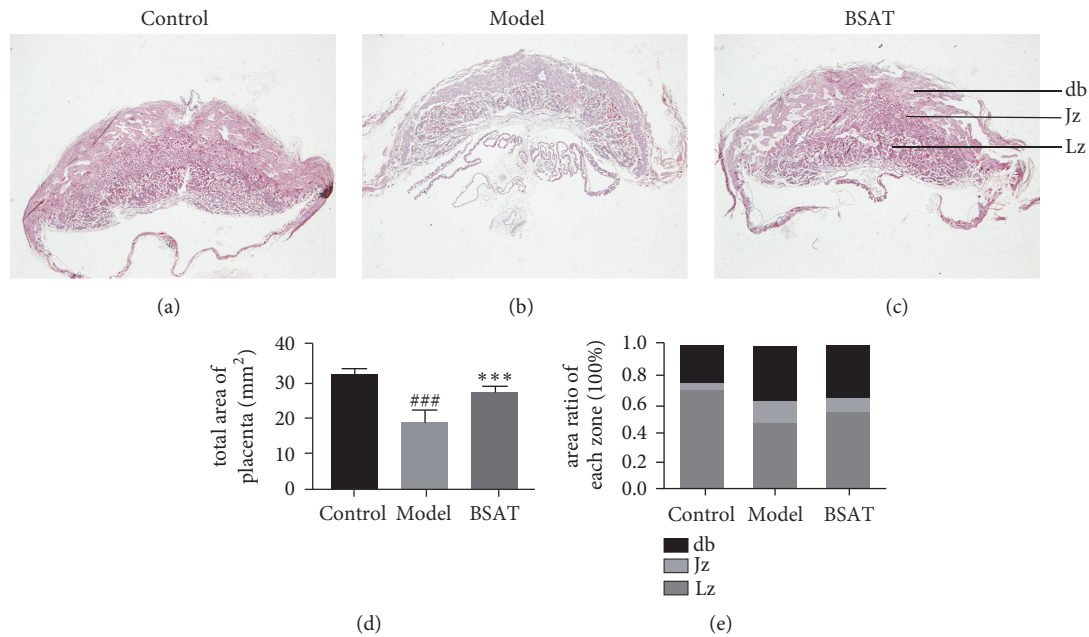 Control Model BSAT
db
Jz
Lz
(a) (b) (c)
total area of
placenta (mm²)
40
30
20
10
0
###
***
Control Model BSAT
(d)
area ratio of
each zone (100%)
1.0
0.8
0.6
0.4
0.2
0.0
Control Model BSAT
db
Jz
Lz
(e)